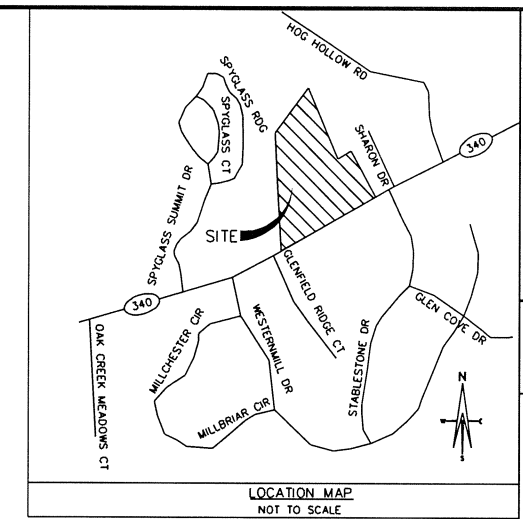 HOG HOLLOW RD
SPYGLASS RDG
SPYGLASS CT
SHARON DR
340
SPYGLASS SUMMIT DR
SITE
GLENFIELD RIDGE CT
340
GLEN COVE DR
OAK CREEK MEADOWS CT
MILLCHESTER CIR
WESTERNMILL DR
STABLESTONE DR
MILLBRIAR CIR
N
S
LOCATION MAP
NOT TO SCALE